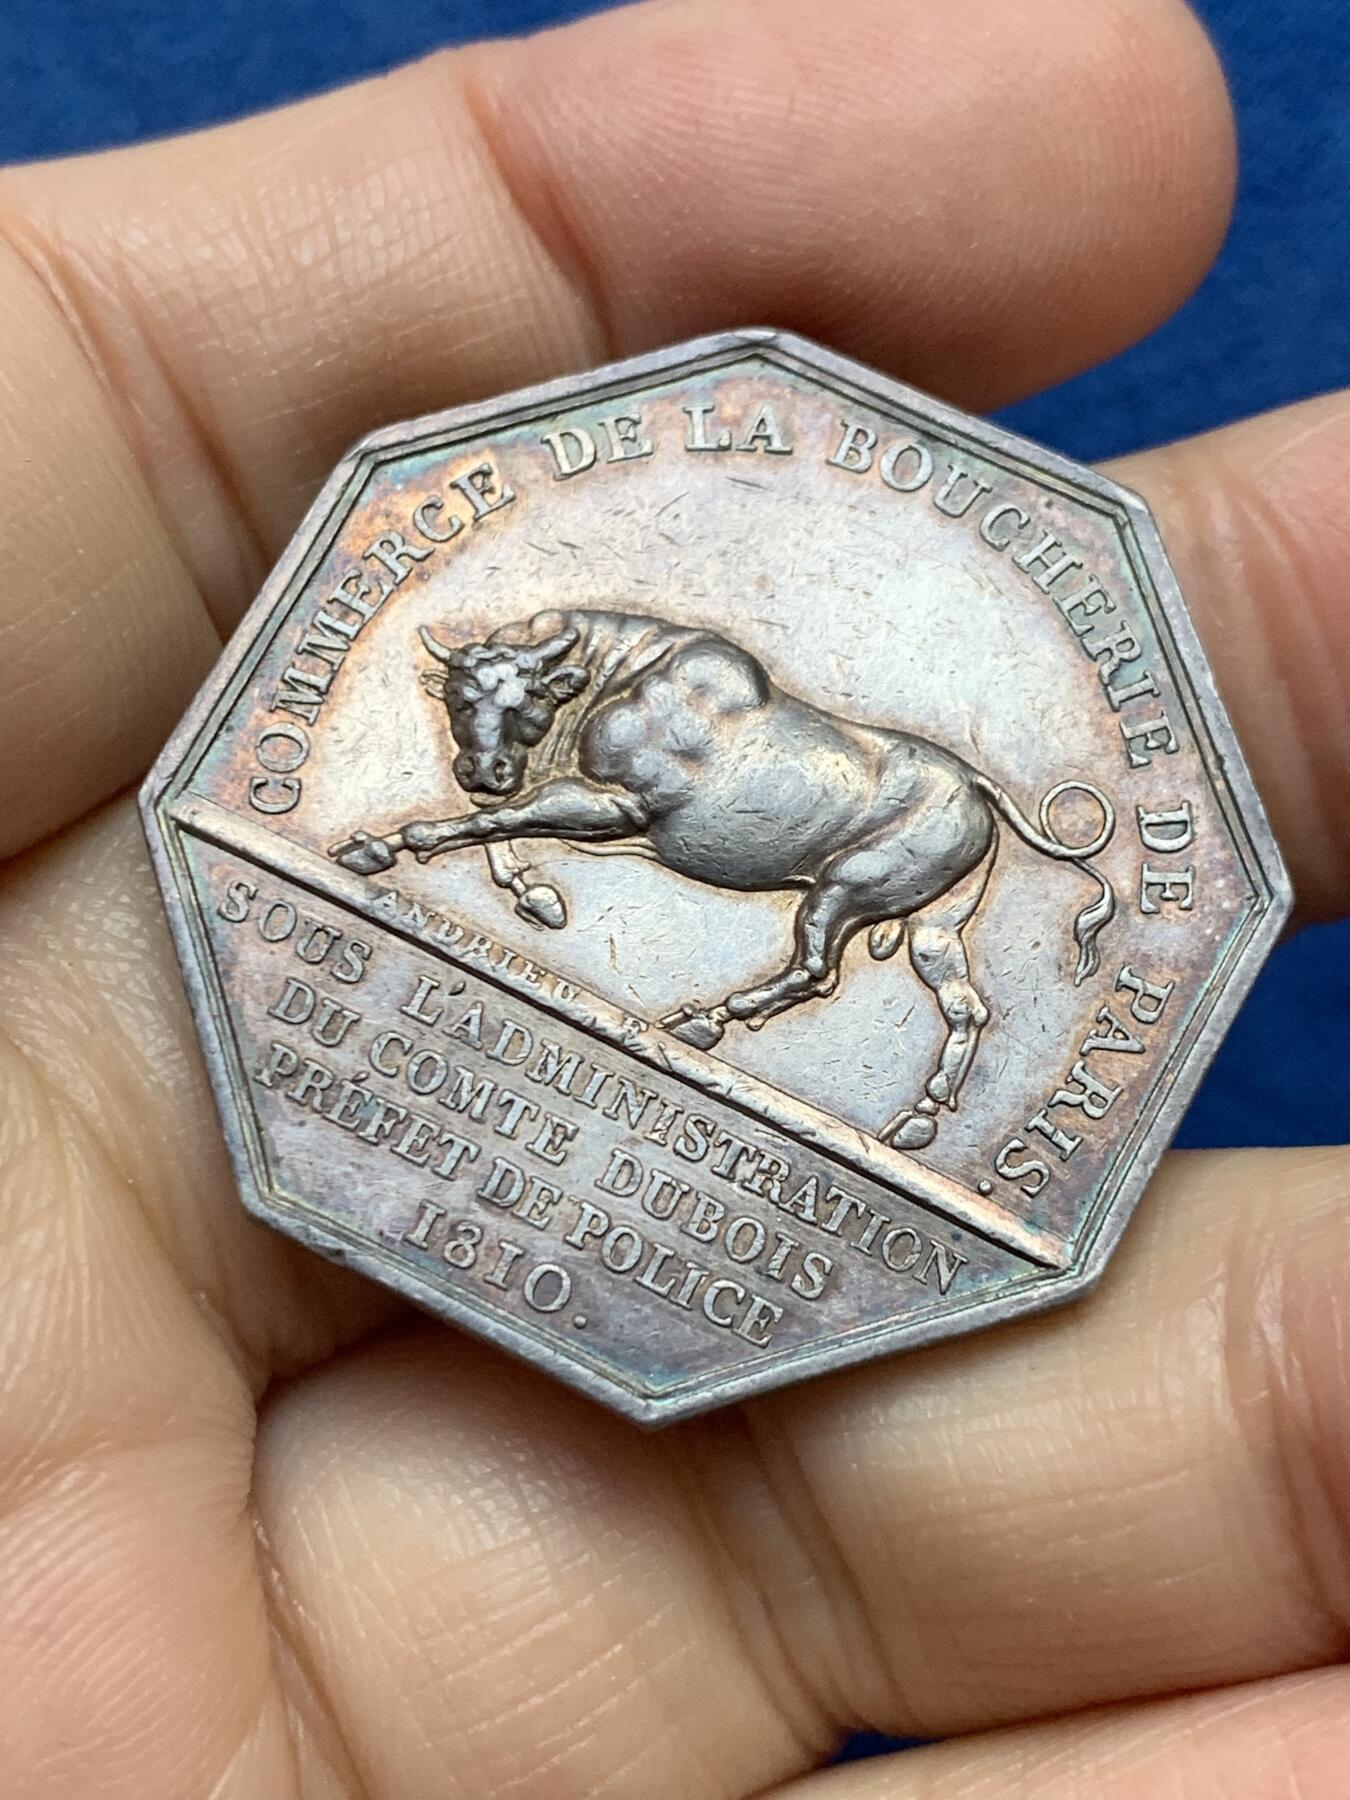 COMMERCE DE LA BOUCHERIE DE PARIS.
ANDRIEU F.
SOUS L'ADMINISTRATION
DU COMTE DUBOIS
PRÉFET DE POLICE
1810.